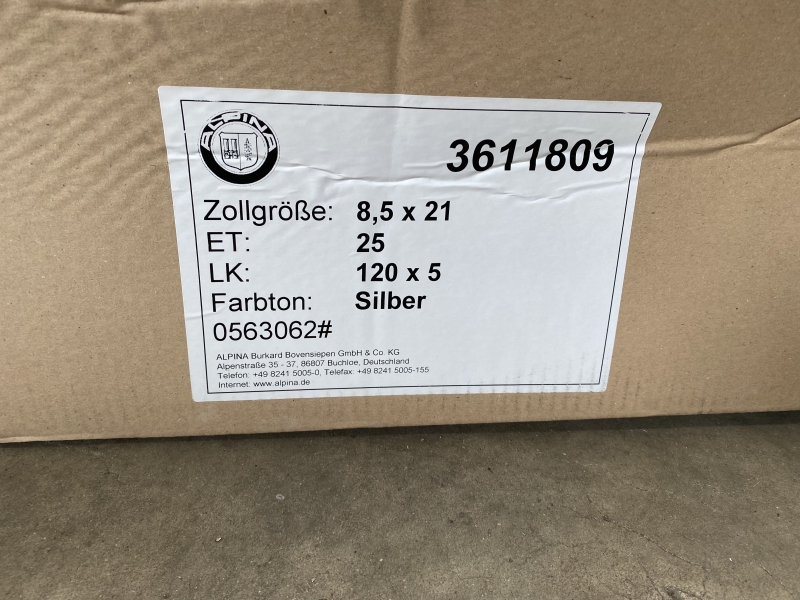 ALPINA
3611809
Zollgröße: 8,5 x 21
ET: 25
LK: 120 x 5
Farbton: Silber
0563062#
ALPINA Burkard Bovensiepen GmbH & Co. KG
Alpenstraße 35 - 37, 86807 Buchloe, Deutschland
Telefon: +49 8241 5005-0, Telefax: +49 8241 5005-155
Internet: www.alpina.de